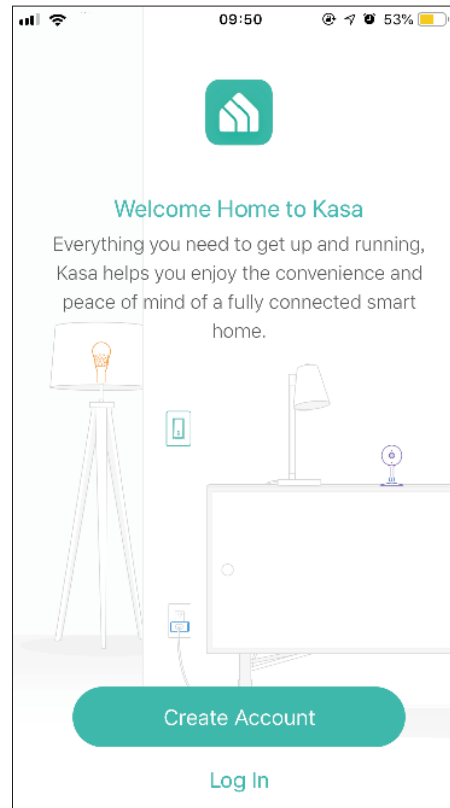 09:50 53%
Welcome Home to Kasa
Everything you need to get up and running,
Kasa helps you enjoy the convenience and
peace of mind of a fully connected smart
home.
Create Account
Log In